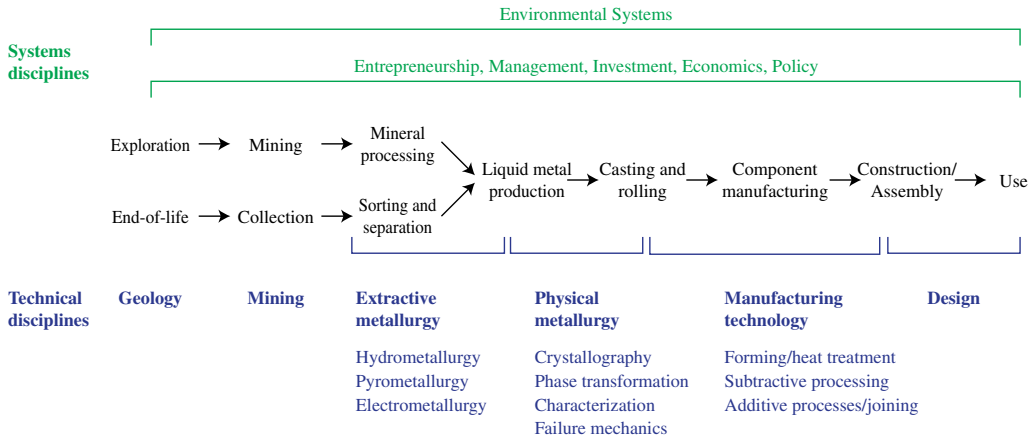 Environmental Systems
Systems
disciplines
Entrepreneurship, Management, Investment, Economics, Policy
Exploration
Mining
Mineral
processing
Liquid metal
production
Casting and
rolling
Component
manufacturing
Construction/
Assembly
Use
End-of-life
Collection
Sorting and
separation
Technical
disciplines
Geology
Mining
Extractive
metallurgy
Hydrometallurgy
Pyrometallurgy
Electrometallurgy
Physical
metallurgy
Crystallography
Phase transformation
Characterization
Failure mechanics
Manufacturing
technology
Forming/heat treatment
Subtractive processing
Additive processes/joining
Design